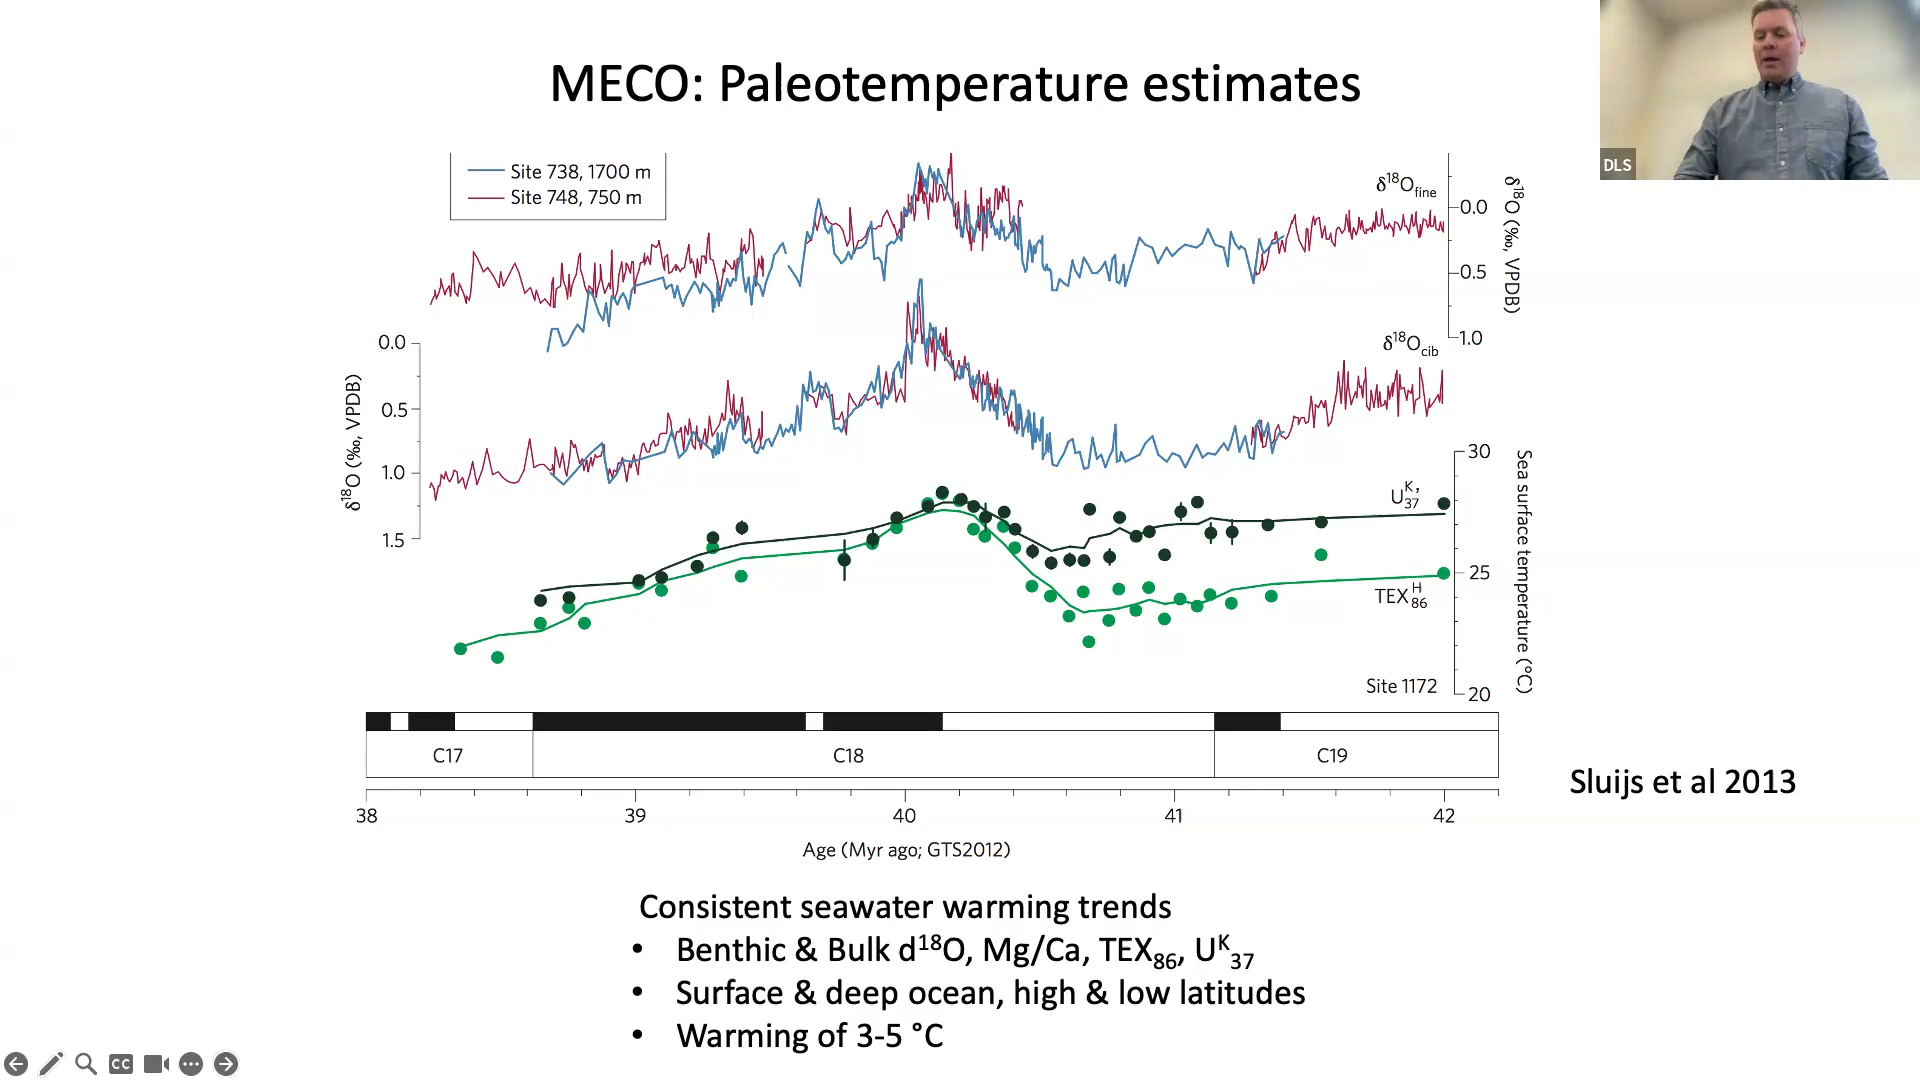 MECO: Paleotemperature estimates
DLS
Site 738, 1700 m
Site 748, 750 m
δ¹⁸Ofine
0.0
0.5
1.0
δ¹⁸O (‰, VPDB)
δ¹⁸Ocib
0.0
0.5
1.0
1.5
δ¹⁸O (‰, VPDB)
30
25
20
Sea surface temperature (°C)
U37K'
TEX86H
Site 1172
C17
C18
C19
38
39
40
41
42
Age (Myr ago; GTS2012)
Sluijs et al 2013
Consistent seawater warming trends
• Benthic & Bulk d¹⁸O, Mg/Ca, TEX₈₆, Uᴷ₃₇
• Surface & deep ocean, high & low latitudes
• Warming of 3-5 °C
CC